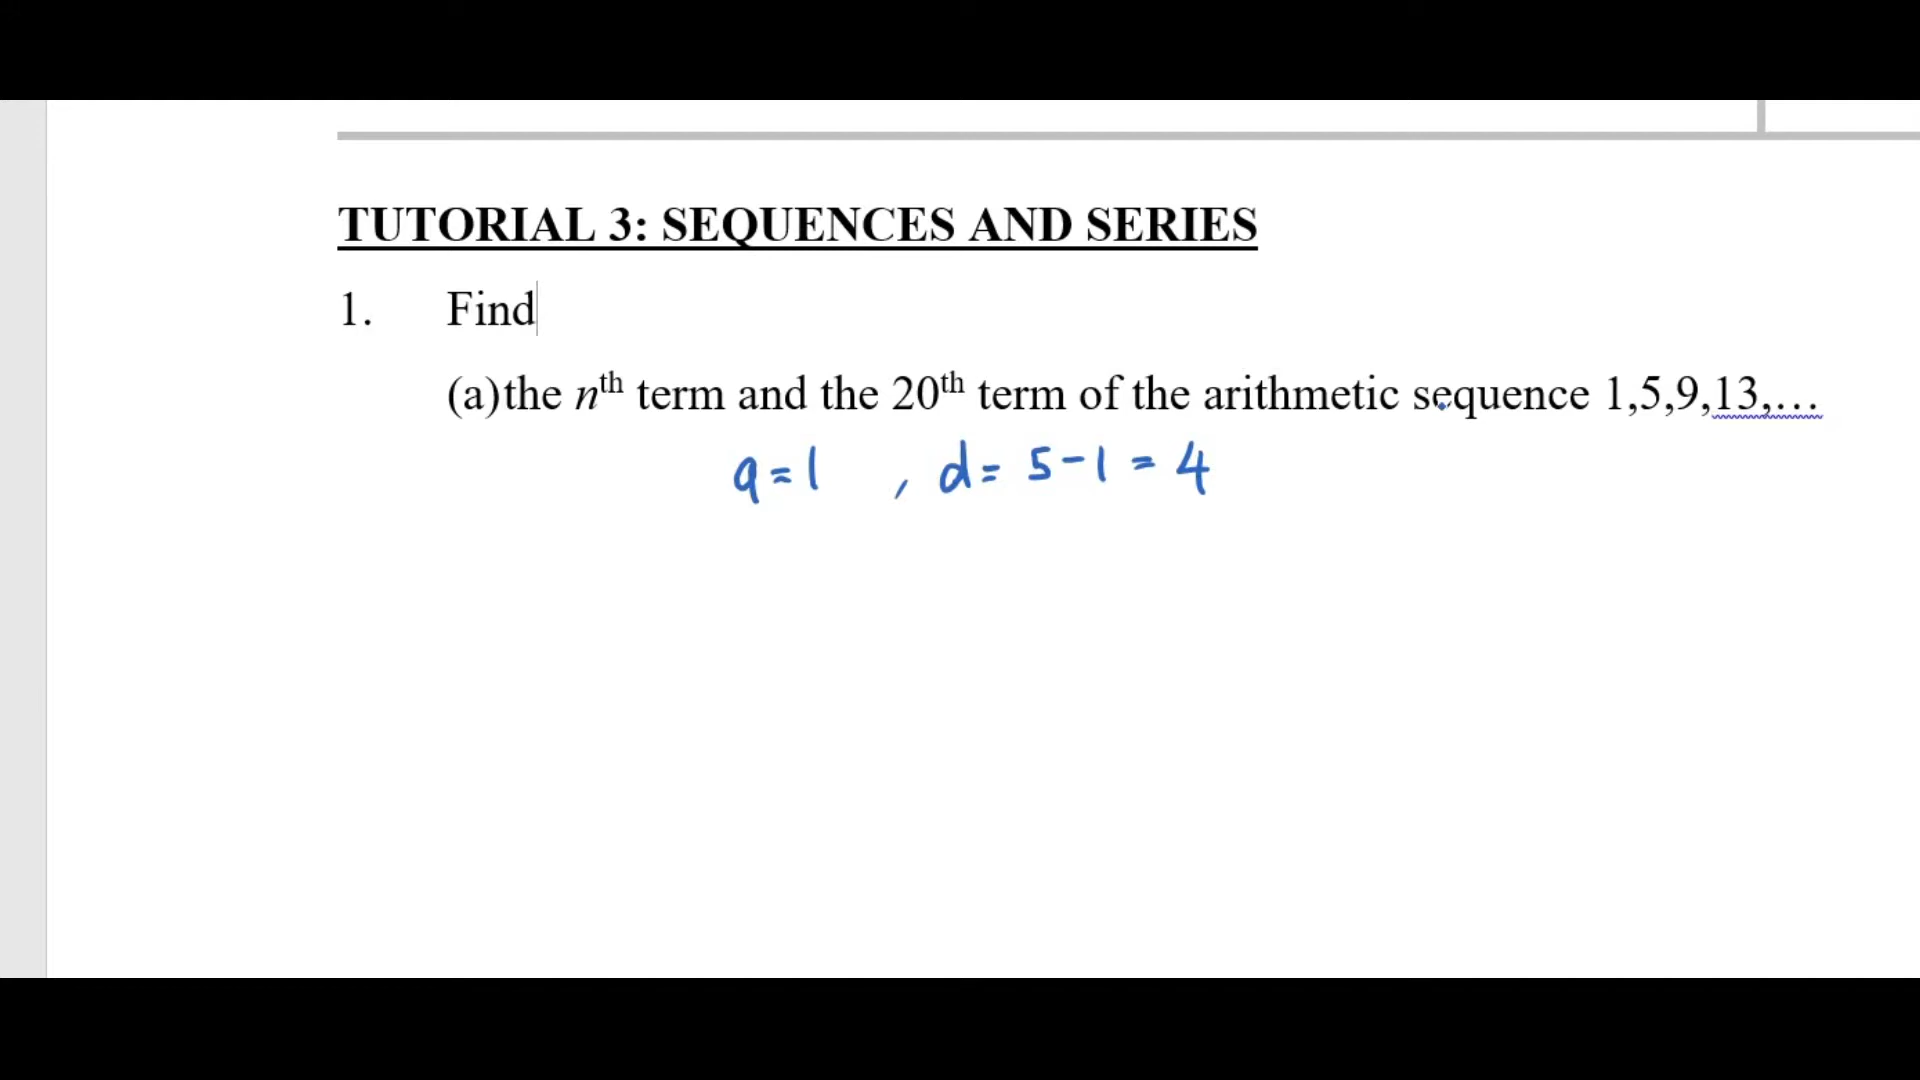 TUTORIAL 3: SEQUENCES AND SERIES
1. Find
(a)the nth term and the 20th term of the arithmetic sequence 1,5,9,13,…
a=1 , d= 5-1 = 4